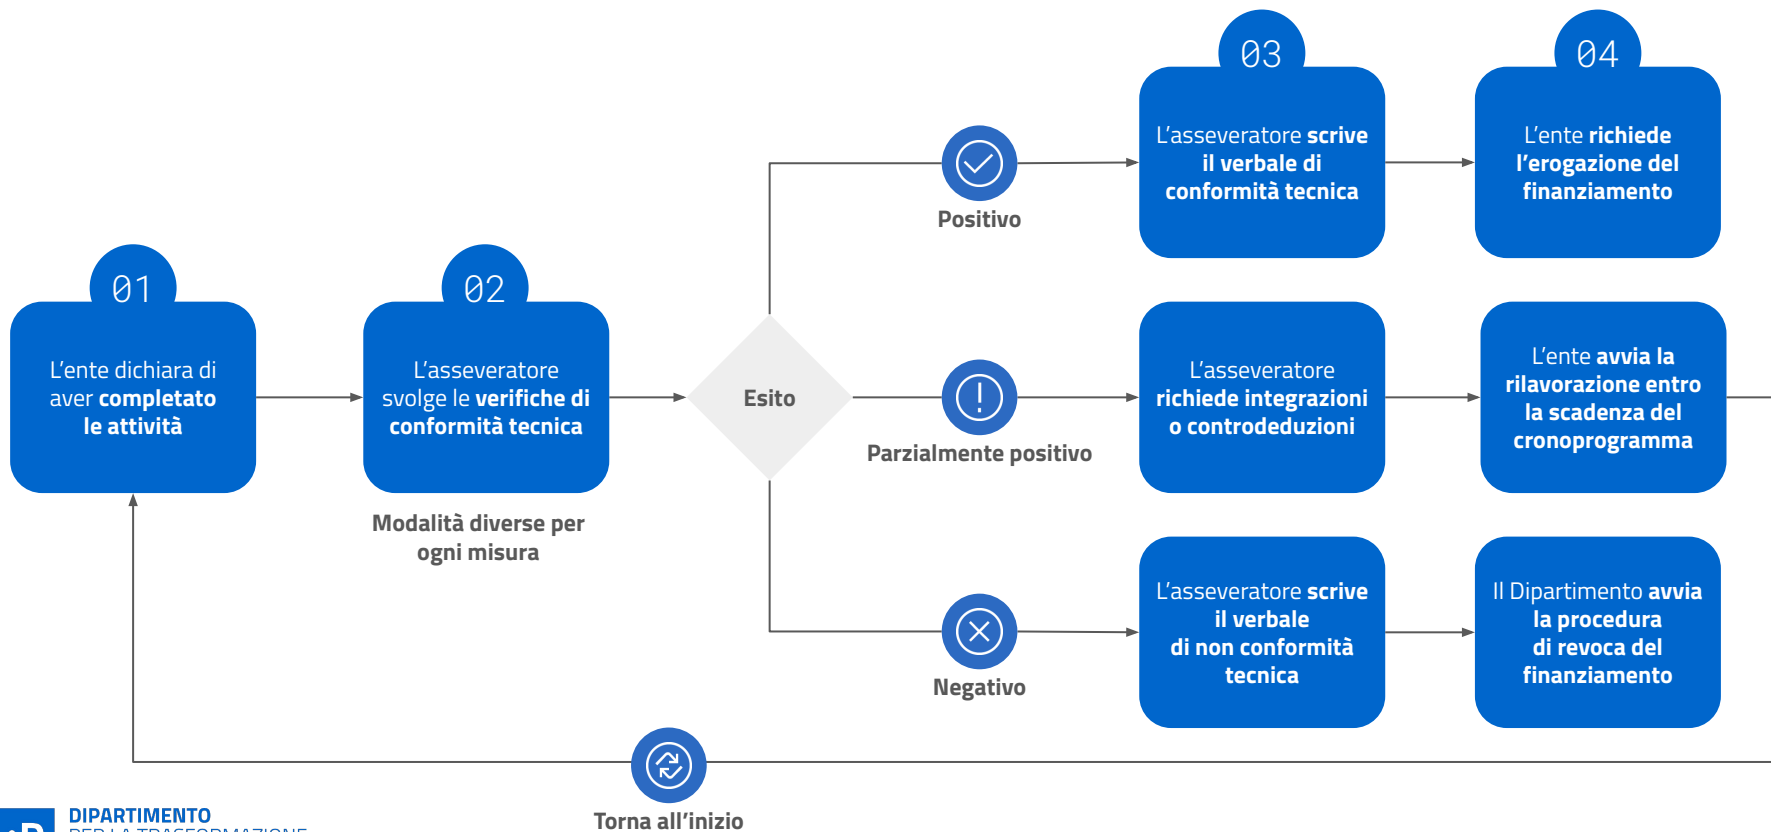 01
L'ente dichiara di
aver completato
le attività
02
L'asseveratore
svolge le verifiche di
conformità tecnica
Modalità diverse per
ogni misura
Esito
Positivo
03
L'asseveratore scrive
il verbale di
conformità tecnica
04
L'ente richiede
l'erogazione del
finanziamento
Parzialmente positivo
L'asseveratore
richiede integrazioni
o controdeduzioni
L'ente avvia la
rilavorazione entro
la scadenza del
cronoprogramma
Negativo
L'asseveratore scrive
il verbale
di non conformità
tecnica
Il Dipartimento avvia
la procedura
di revoca del
finanziamento
Torna all'inizio
DIPARTIMENTO
PER LA TRASFORMAZIONE